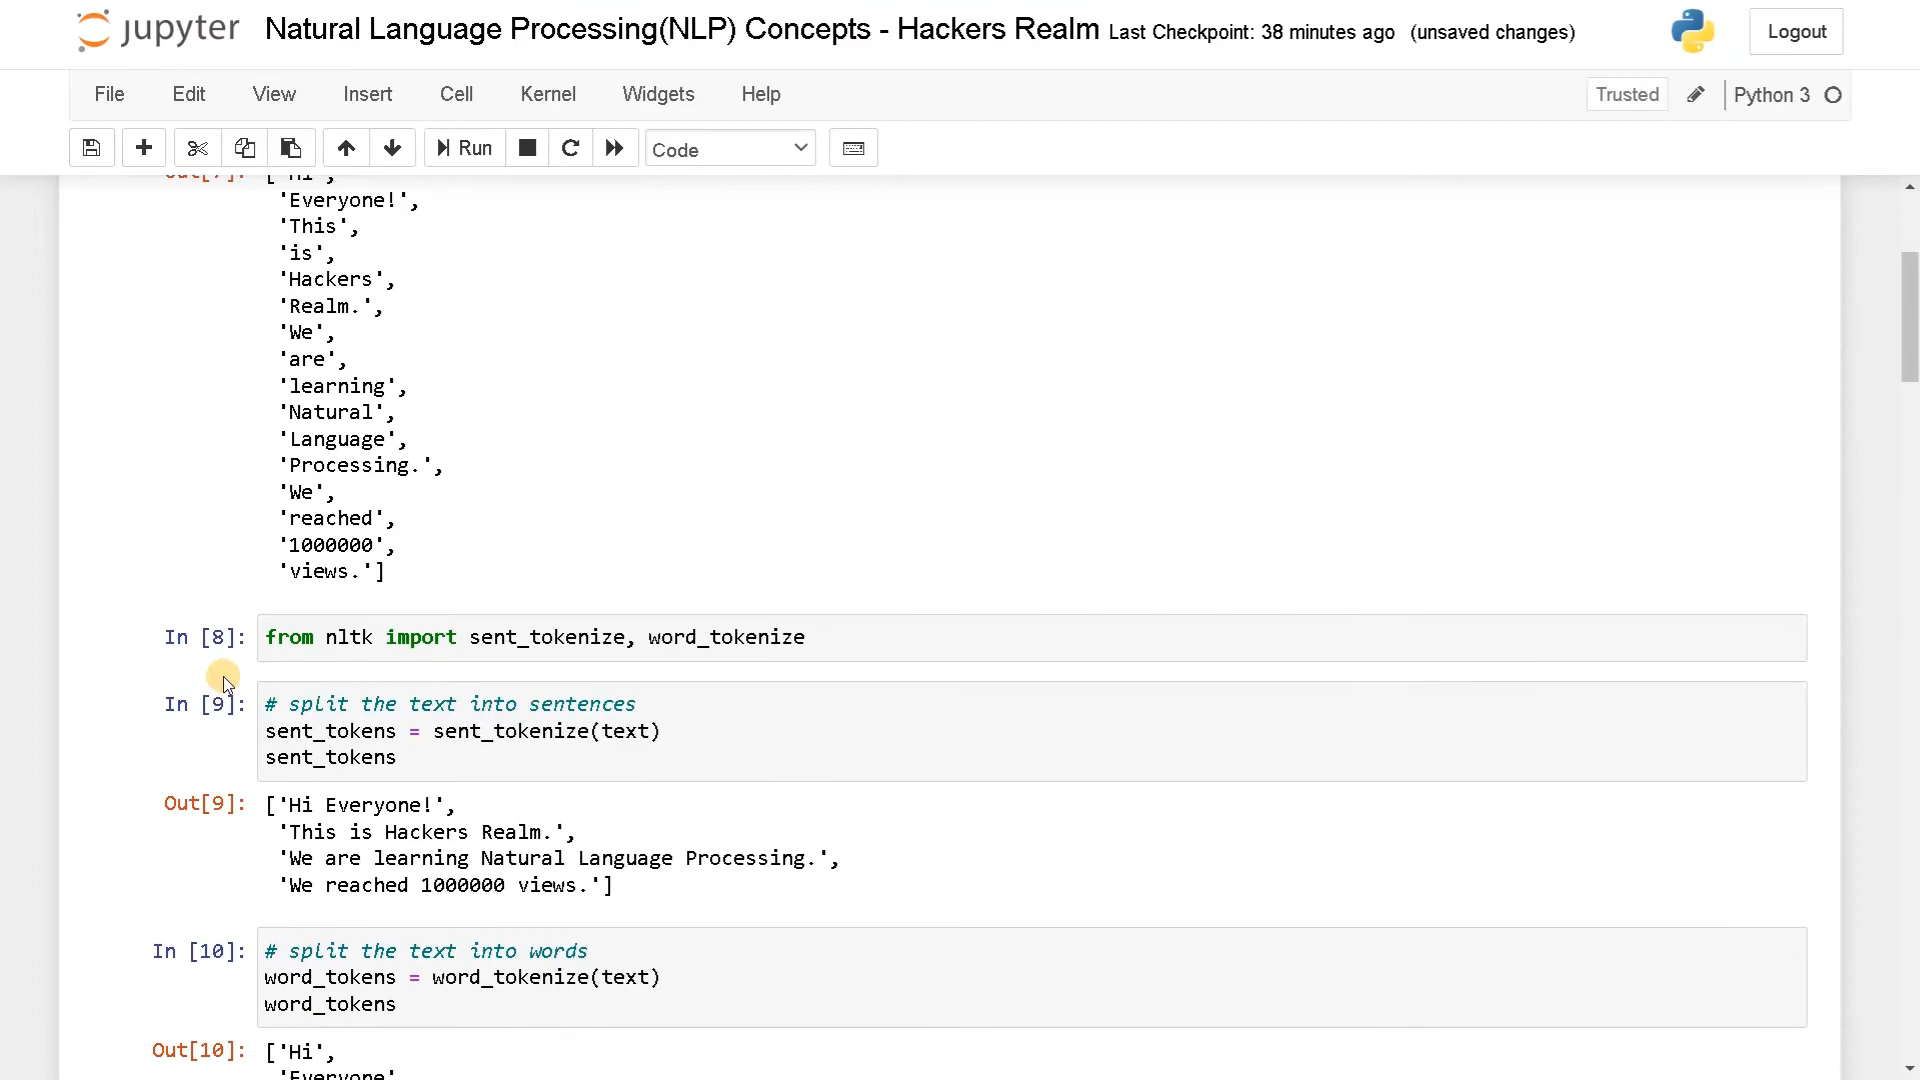 jupyter Natural Language Processing(NLP) Concepts - Hackers Realm Last Checkpoint: 38 minutes ago (unsaved changes) Logout
File Edit View Insert Cell Kernel Widgets Help Trusted Python 3
Run Code
'Everyone!',
'This',
'is',
'Hackers',
'Realm.',
'We',
'are',
'learning',
'Natural',
'Language',
'Processing.',
'We',
'reached',
'1000000',
'views.']
In [8]: from nltk import sent_tokenize, word_tokenize
In [9]: # split the text into sentences
sent_tokens = sent_tokenize(text)
sent_tokens
Out[9]: ['Hi Everyone!',
'This is Hackers Realm.',
'We are learning Natural Language Processing.',
'We reached 1000000 views.']
In [10]: # split the text into words
word_tokens = word_tokenize(text)
word_tokens
Out[10]: ['Hi',
'Everyone'